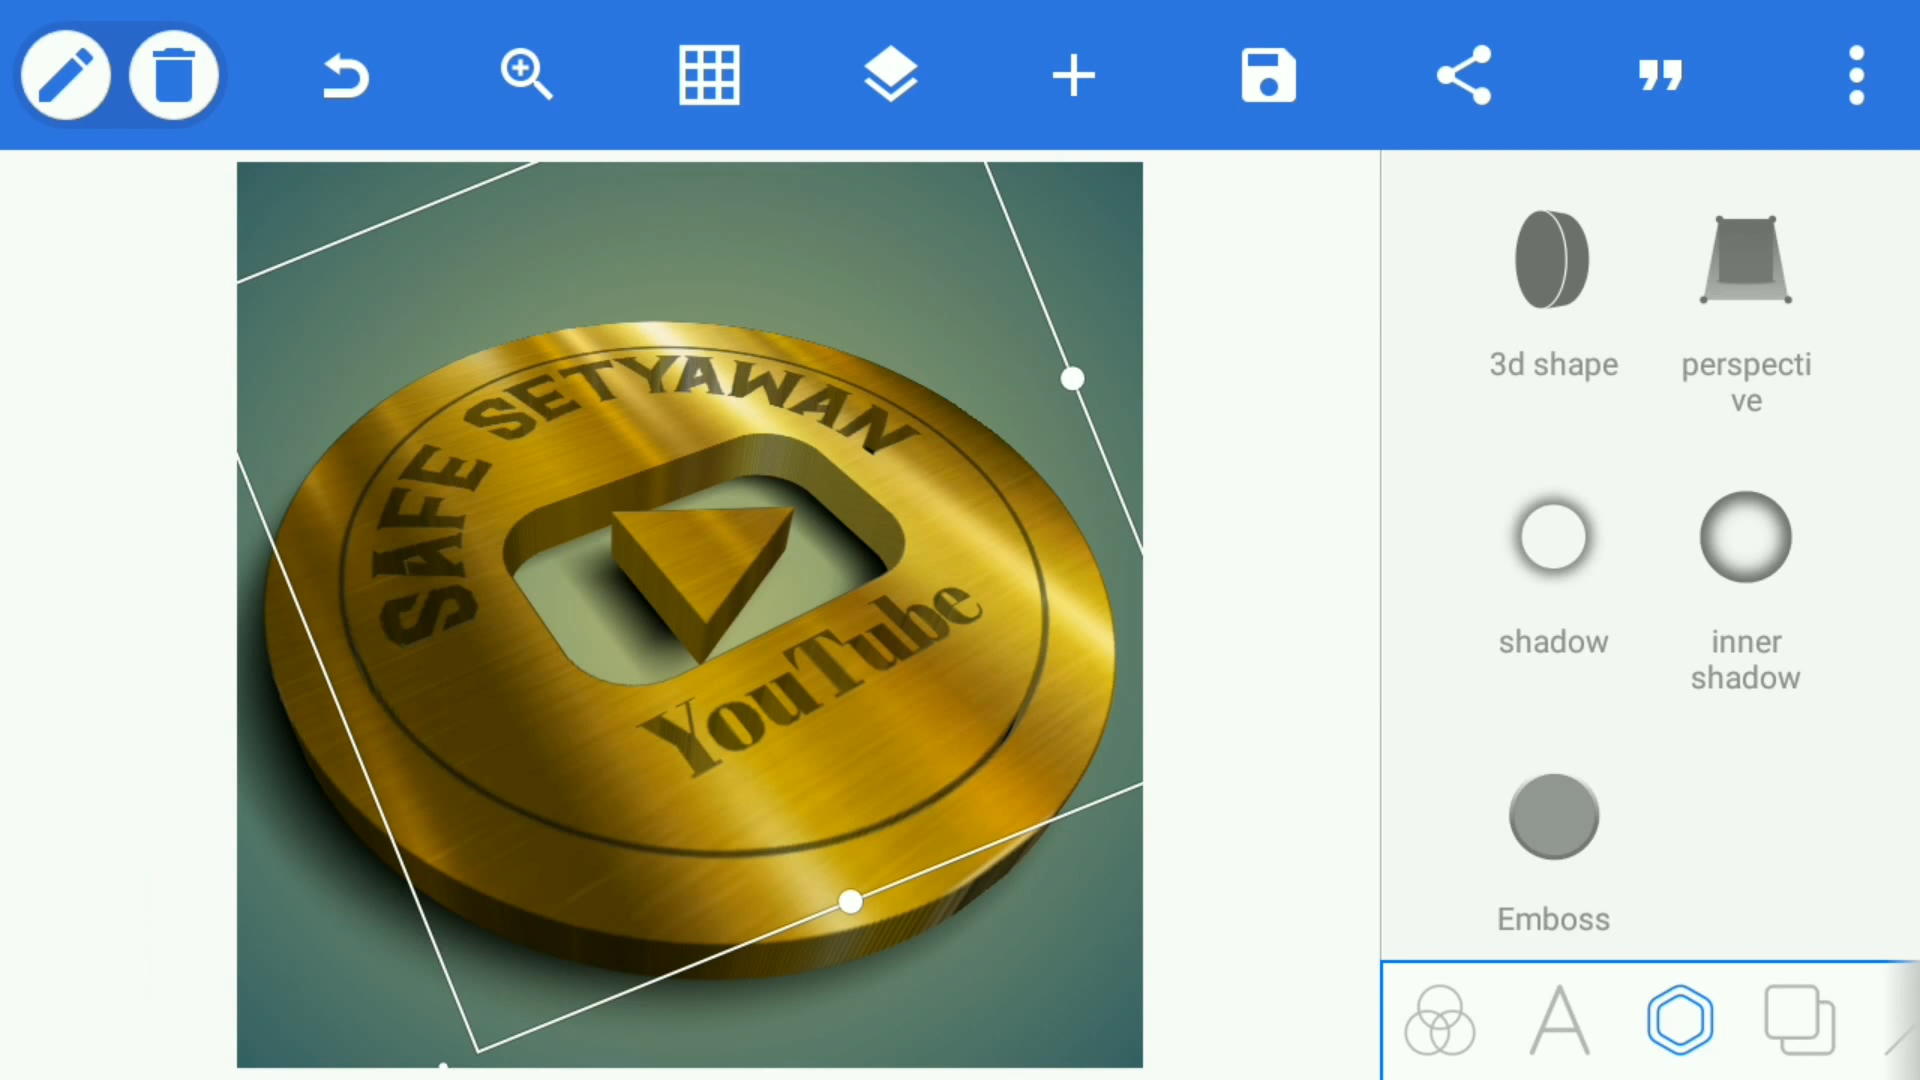 SAFE SETYAWAN
YouTube
3d shape
perspecti
ve
shadow
inner
shadow
Emboss